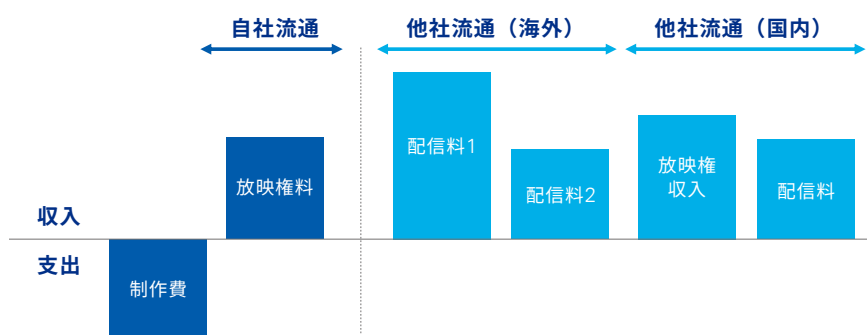 自社流通
他社流通（海外）
他社流通（国内）
配信料1
放映権料
配信料2
放映権
収入
配信料
収入
支出
制作費